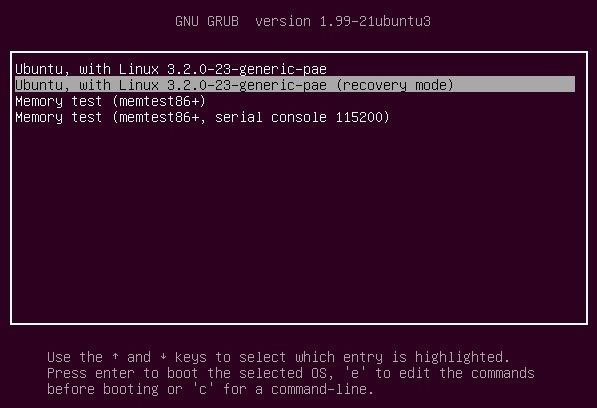 GNU GRUB  version 1.99-21ubuntu3
Ubuntu, with Linux 3.2.0-23-generic-pae
Ubuntu, with Linux 3.2.0-23-generic-pae (recovery mode)
Memory test (memtest86+)
Memory test (memtest86+, serial console 115200)
Use the ↑ and ↓ keys to select which entry is highlighted.
Press enter to boot the selected OS, 'e' to edit the commands
before booting or 'c' for a command-line.